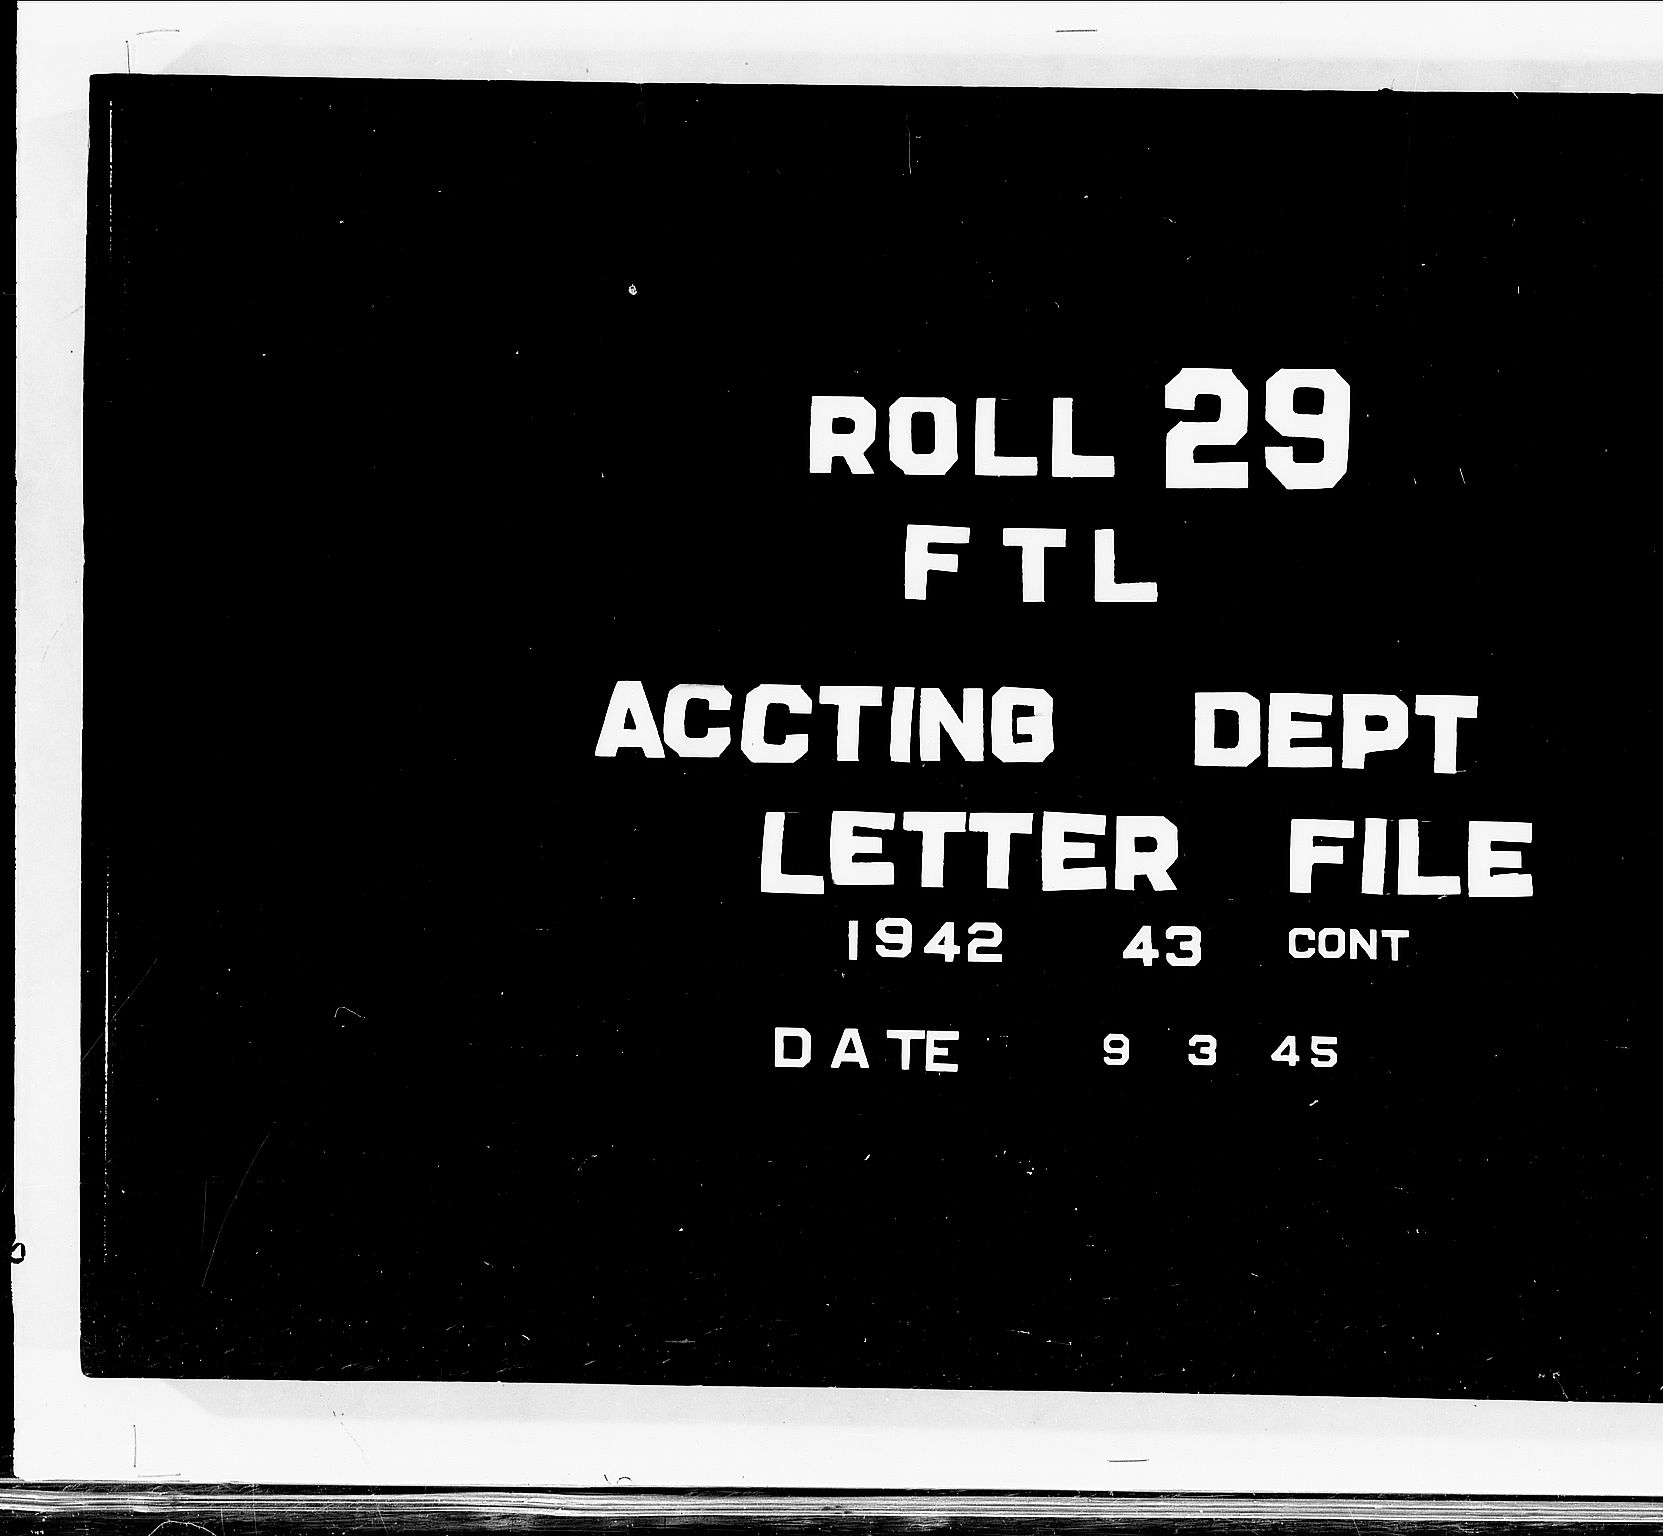 ROLL 29
F T L
ACCTING DEPT
LETTER FILE
1942 43 CONT
DATE 9 3 45